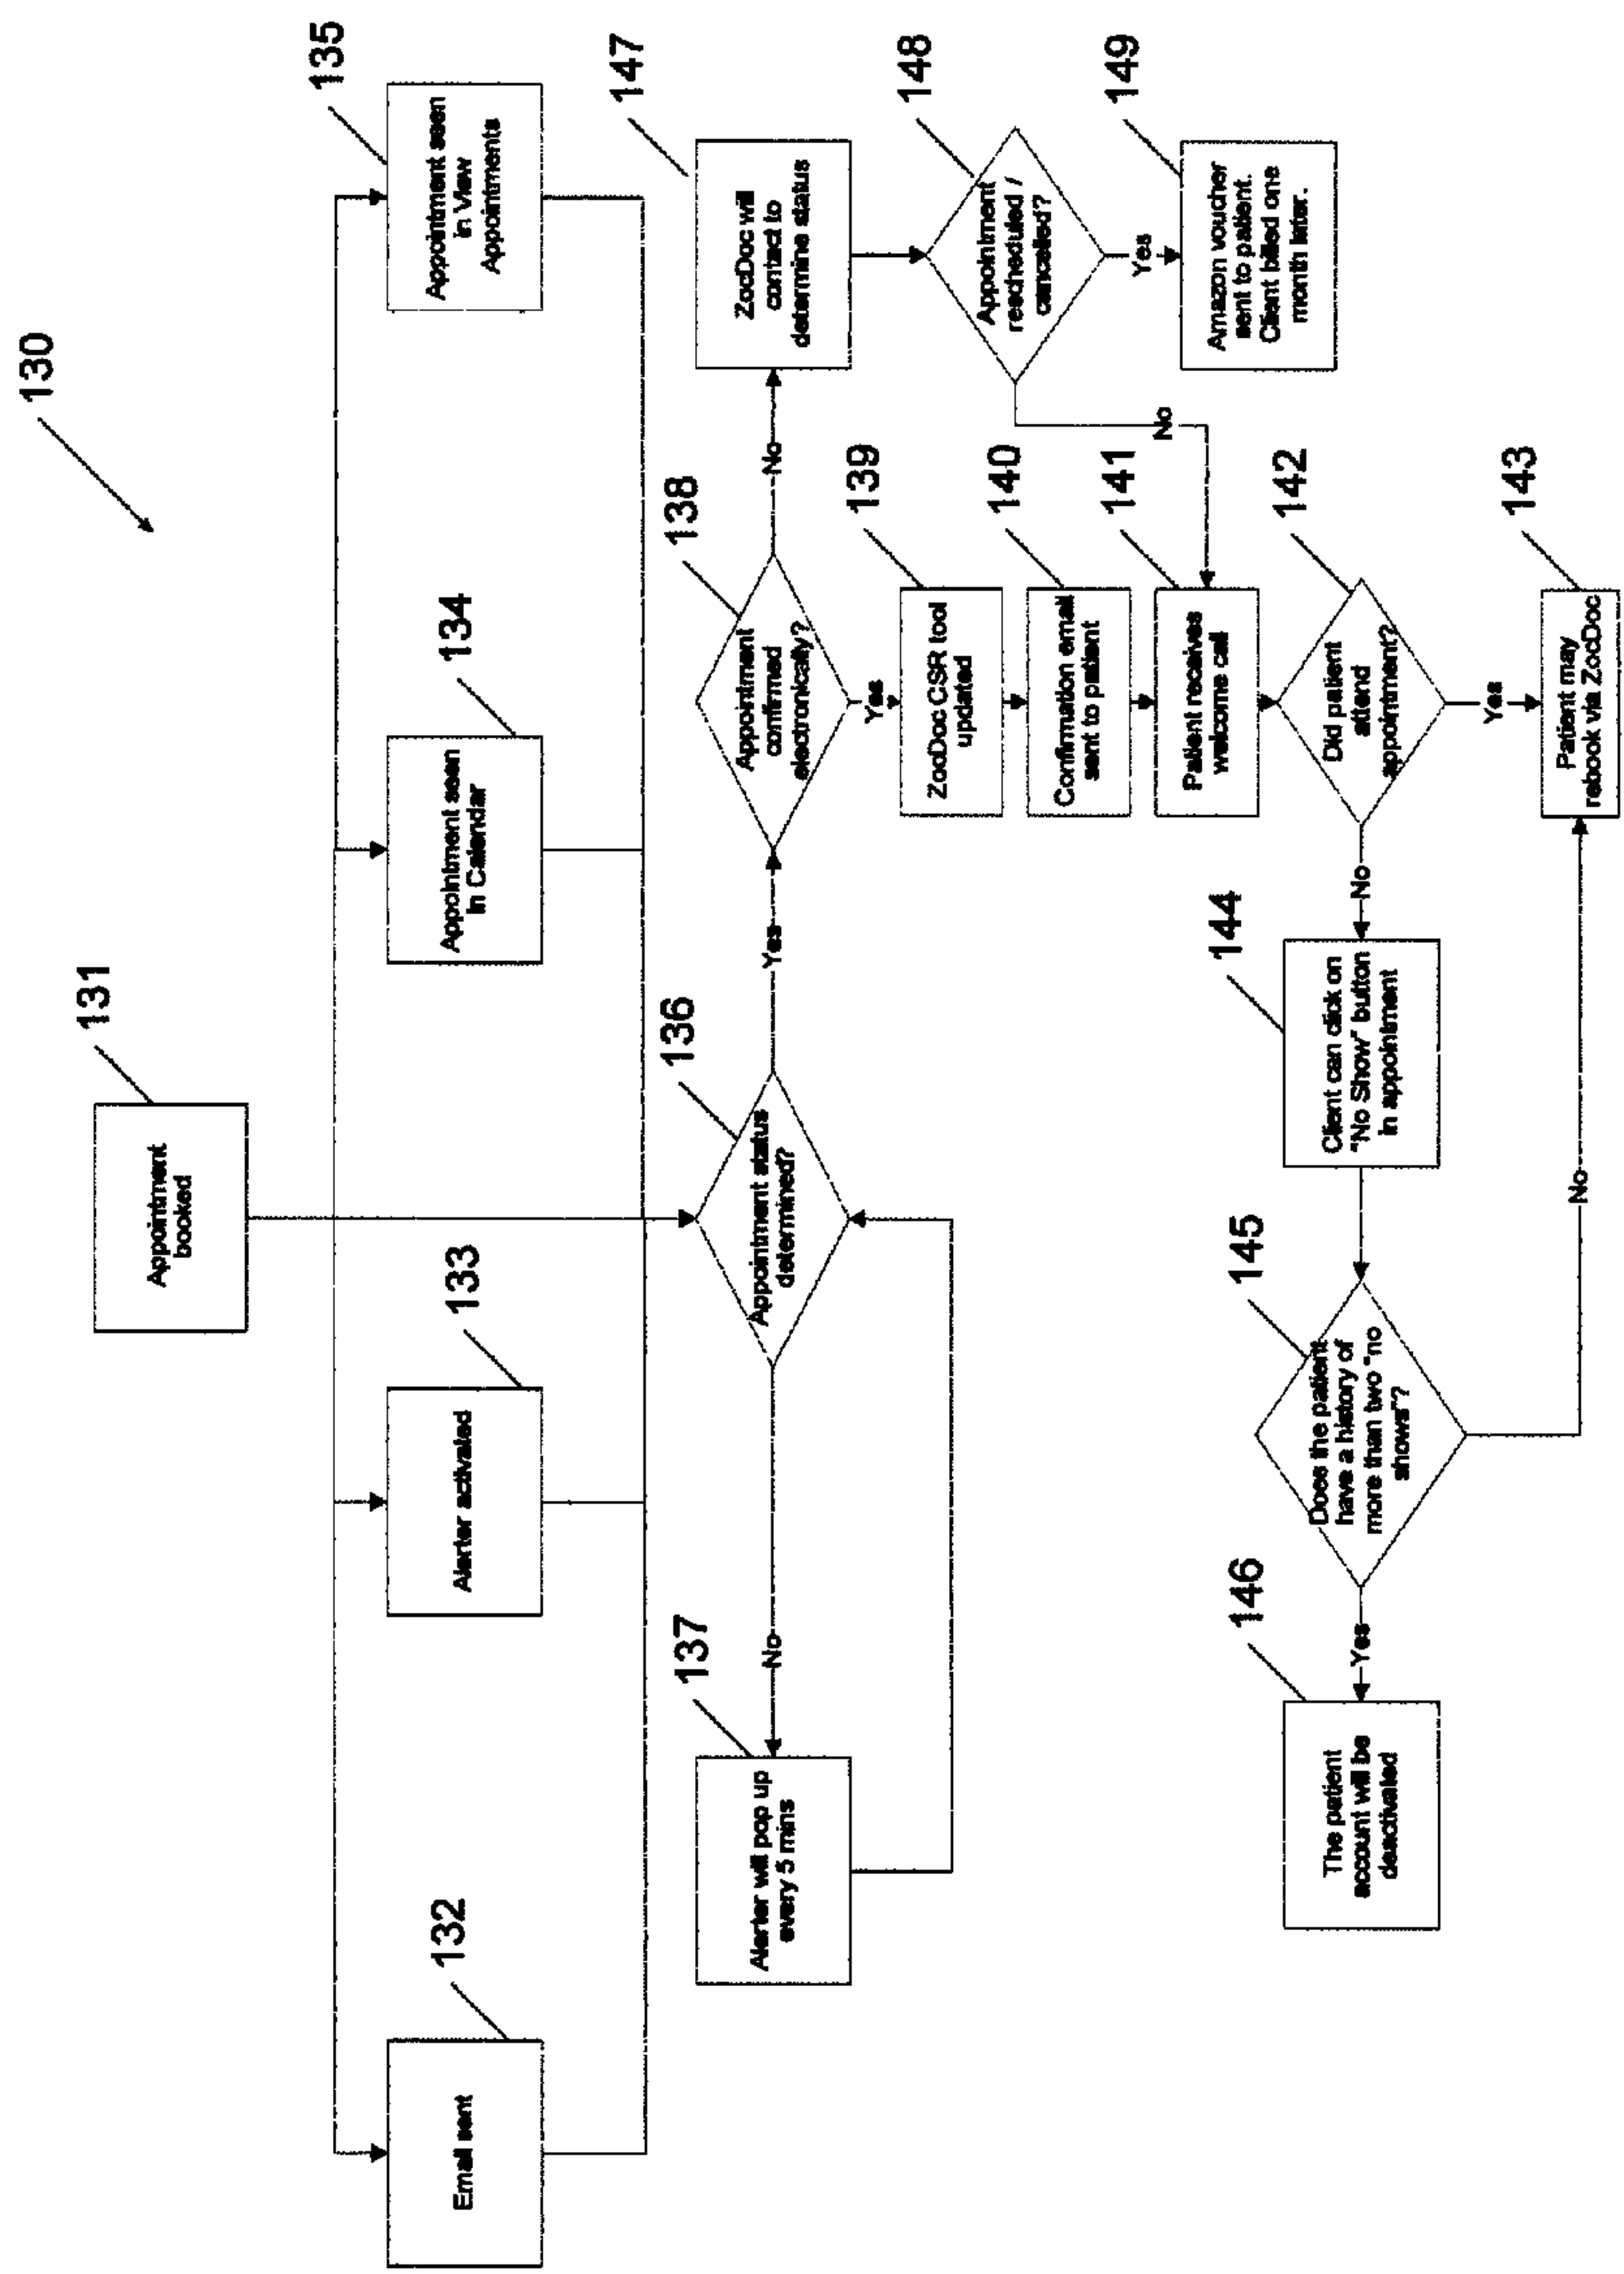 130
131
Appointment
booked
132
Email sent
133
Alerter activated
134
Appointment seen
in Calendar
135
Appointment seen
in View
Appointments
136
Appointment status
determined?
No
137
Alerter will pop up
every 5 mins
Yes
138
Appointment
confirmed
electronically?
No
147
ZocDoc will
contact to
determine status
148
Appointment
rescheduled /
cancelled?
Yes
149
Amazon voucher
sent to patient.
Client billed one
month later.
No
Yes
139
ZocDoc CSR tool
updated
140
Confirmation email
sent to patient
141
Patient receives
welcome call
142
Did patient
attend
appointment?
Yes
143
Patient may
rebook via ZocDoc
No
144
Client can click on
"No Show" button
in appointment
145
Does the patient
have a history of
more than two "no
shows"?
No
Yes
146
The patient
account will be
deactivated